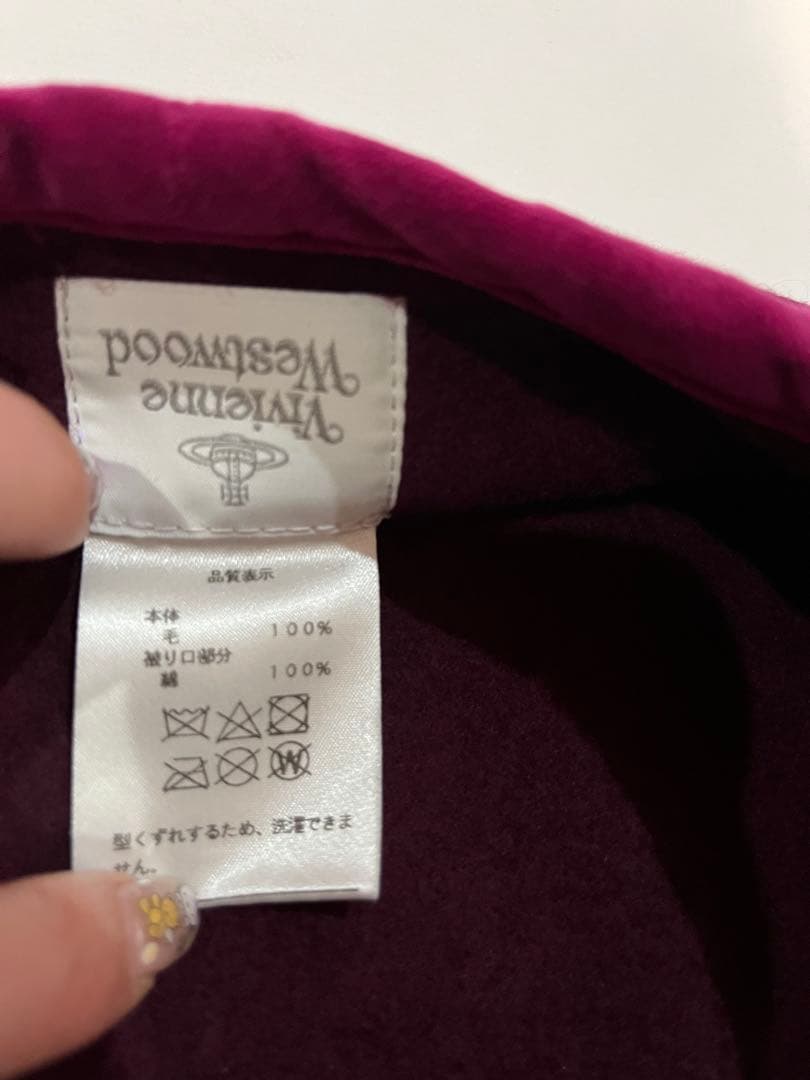 Vivienne
Westwood
品質表示
本体
毛 100%
被り口部分
綿 100%
W
型くずれするため、洗濯できま
せん。